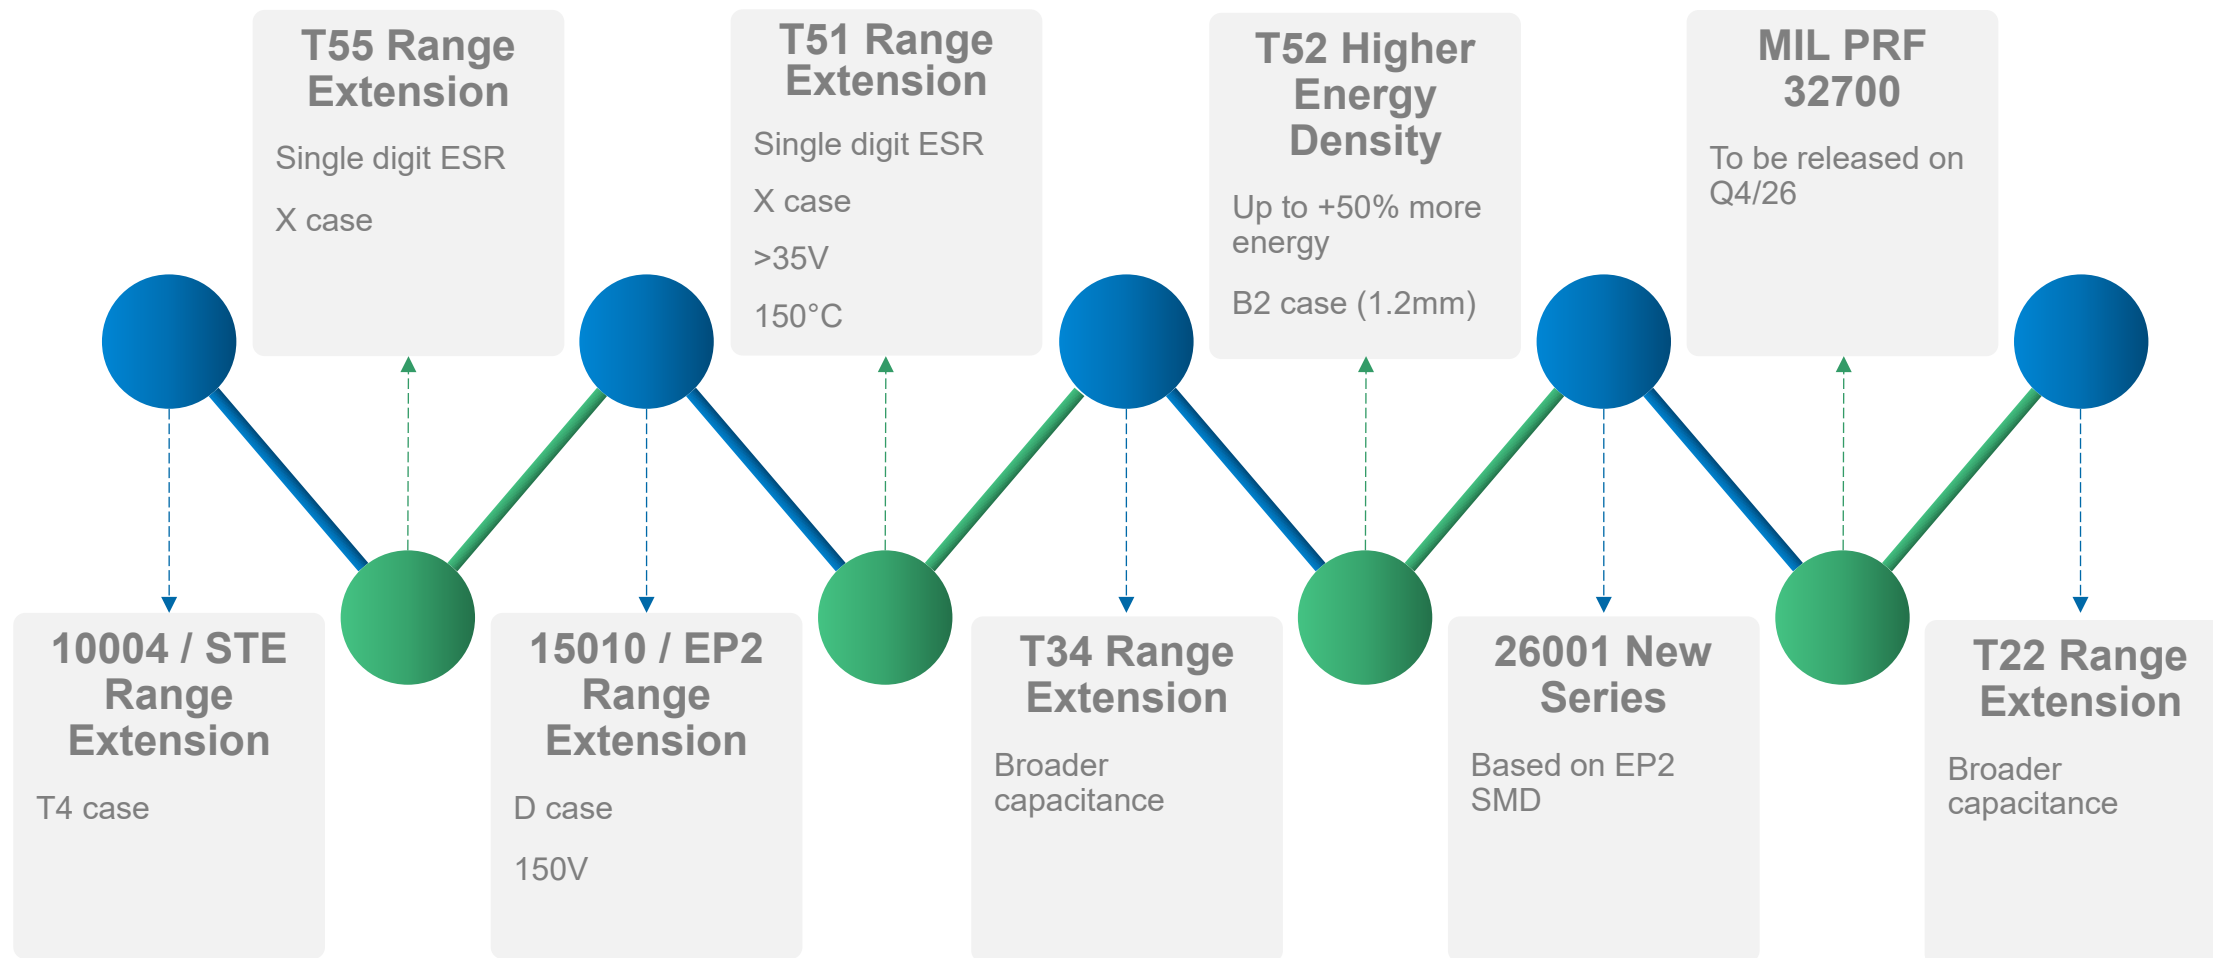 T55 Range
Extension
Single digit ESR
X case
T51 Range
Extension
Single digit ESR
X case
>35V
150°C
T52 Higher
Energy
Density
Up to +50% more
energy
B2 case (1.2mm)
MIL PRF
32700
To be released on
Q4/26
10004 / STE
Range
Extension
T4 case
15010 / EP2
Range
Extension
D case
150V
T34 Range
Extension
Broader
capacitance
26001 New
Series
Based on EP2
SMD
T22 Range
Extension
Broader
capacitance